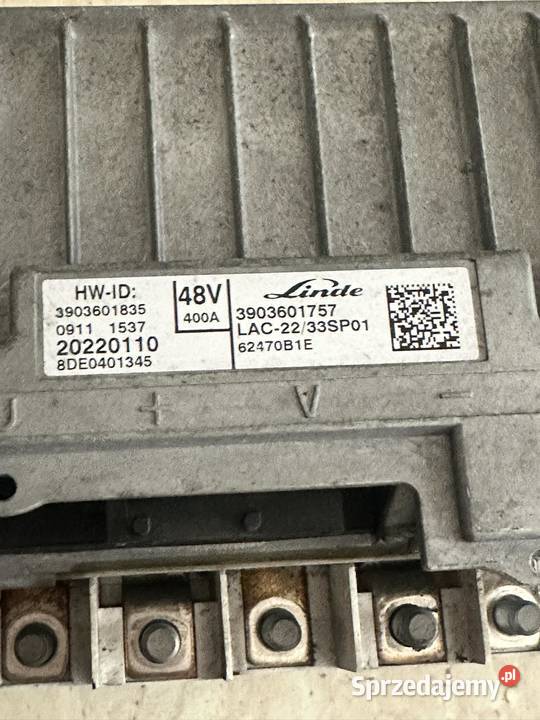 HW-ID:
3903601835
0911 1537
20220110
8DE0401345
48V
400A
Linde
3903601757
LAC-22/33SP01
62470B1E
U + V -
Sprzedajemy.pl